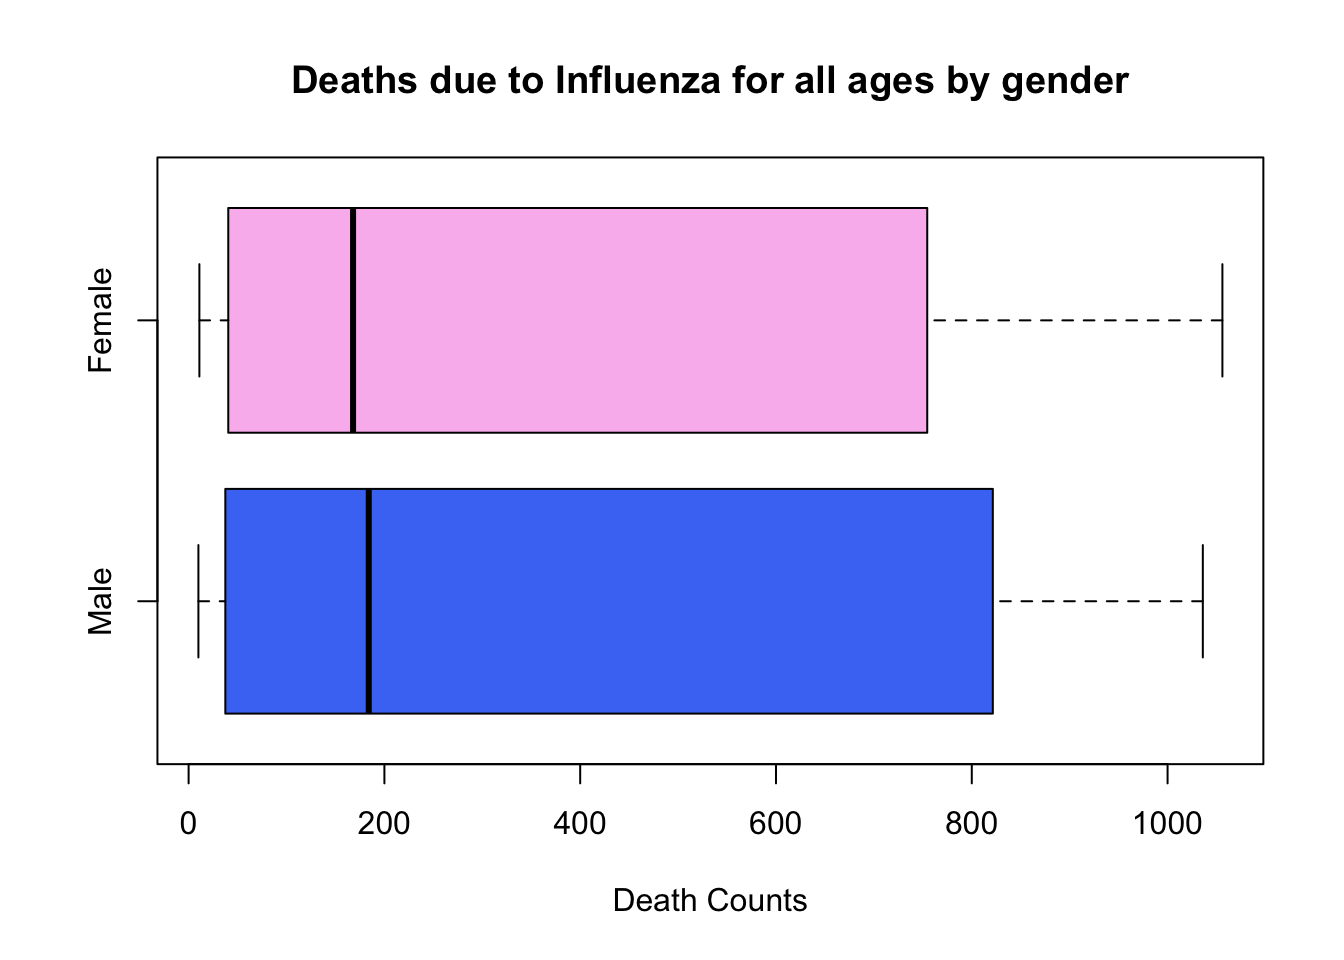 Deaths due to Influenza for all ages by gender
Female
Male
0 200 400 600 800 1000
Death Counts